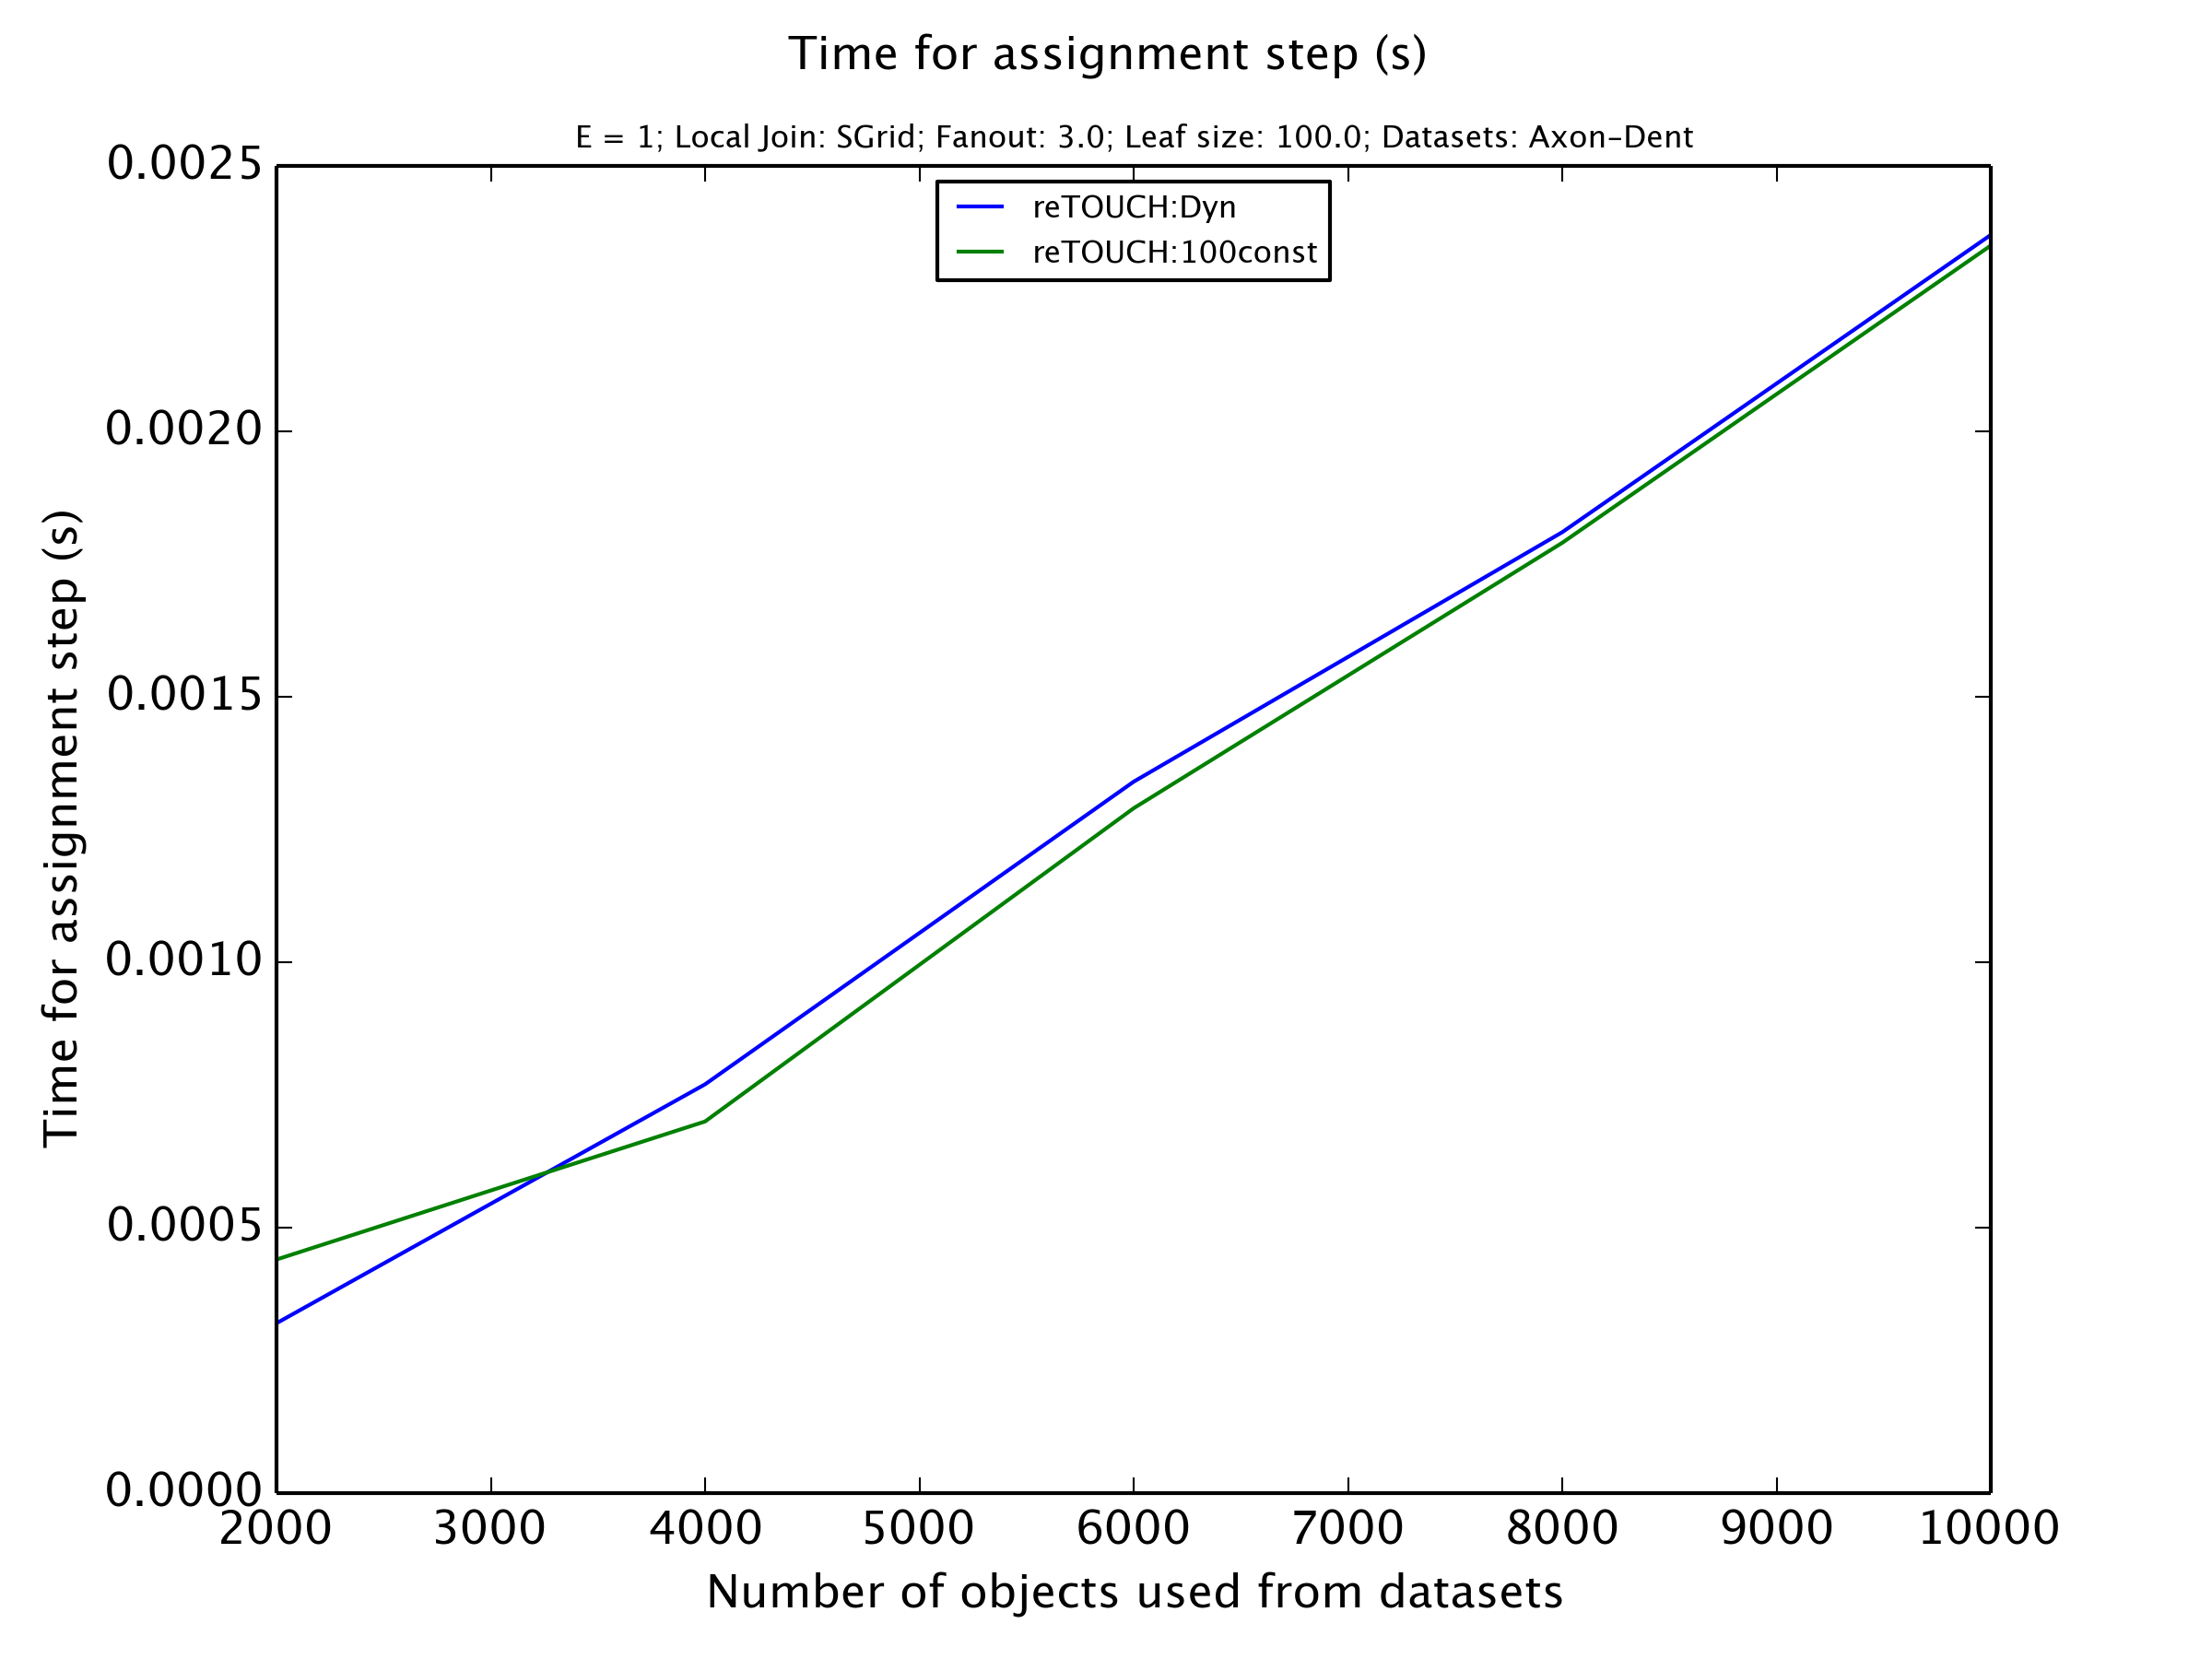 Time for assignment step (s)
E = 1; Local Join: SGrid; Fanout: 3.0; Leaf size: 100.0; Datasets: Axon-Dent
reTOUCH:Dyn
reTOUCH:100const
0.0025
0.0020
0.0015
0.0010
0.0005
0.0000
Time for assignment step (s)
2000 3000 4000 5000 6000 7000 8000 9000 10000
Number of objects used from datasets